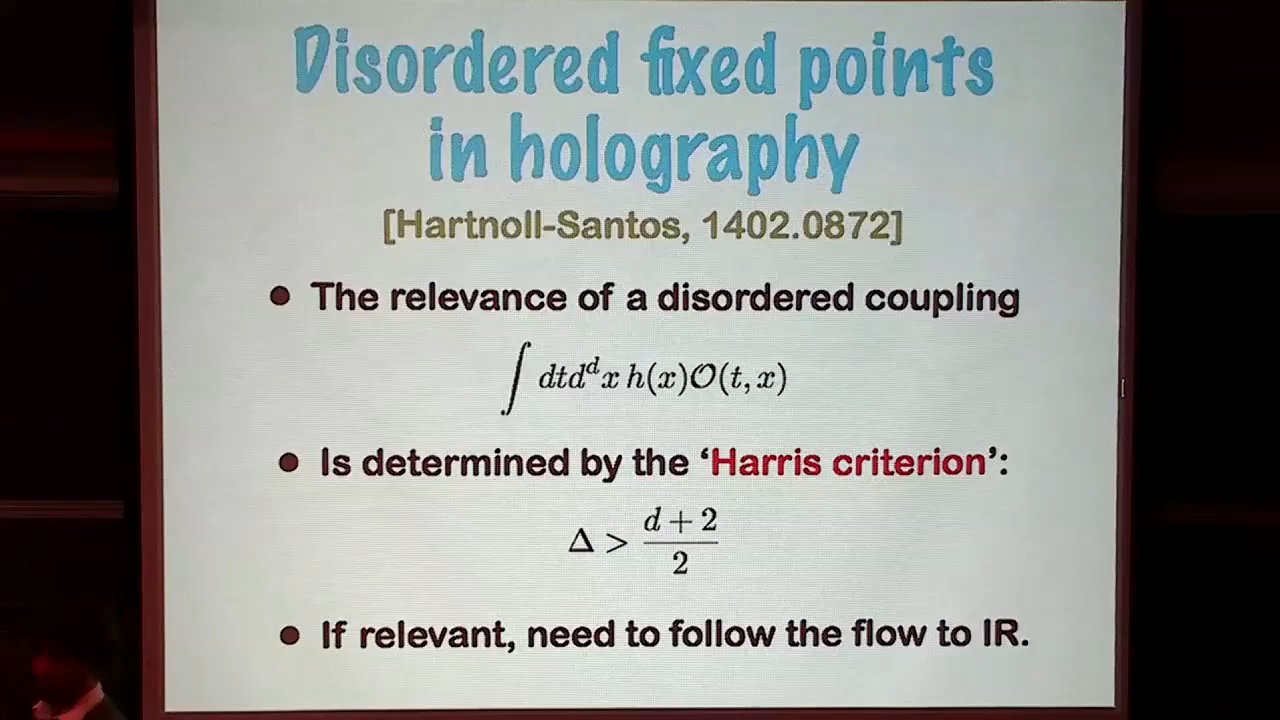 Disordered fixed points
in holography
[Hartnoll-Santos, 1402.0872]
• The relevance of a disordered coupling
∫ dtd^d x h(x)𝒪(t, x)
• Is determined by the ‘Harris criterion’:
Δ > \frac{d + 2}{2}
• If relevant, need to follow the flow to IR.